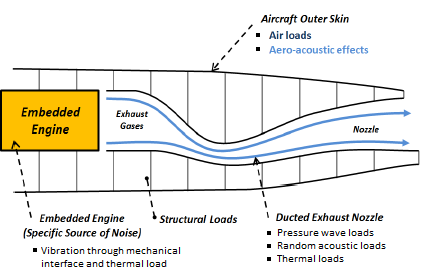 Aircraft Outer Skin
▪ Air loads
▪ Aero-acoustic effects
Embedded
Engine
Exhaust
Gases
Nozzle
Embedded Engine
(Specific Source of Noise)
▪ Vibration through mechanical
interface and thermal load
Structural Loads
Ducted Exhaust Nozzle
▪ Pressure wave loads
▪ Random acoustic loads
▪ Thermal loads